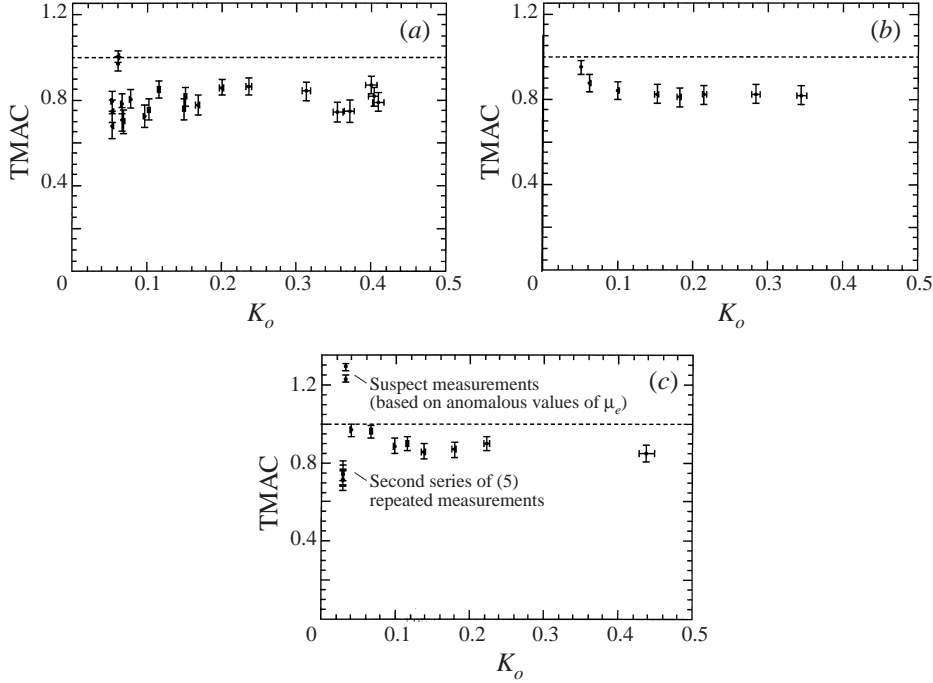 1.2
(a)
TMAC
0.8
0.4
0
0.1
0.2
0.3
0.4
0.5
K_o
1.2
(b)
TMAC
0.8
0.4
0
0.1
0.2
0.3
0.4
0.5
K_o
1.2
(c)
Suspect measurements
(based on anomalous values of μ_e)
TMAC
0.8
Second series of (5)
repeated measurements
0.4
0
0.1
0.2
0.3
0.4
0.5
K_o